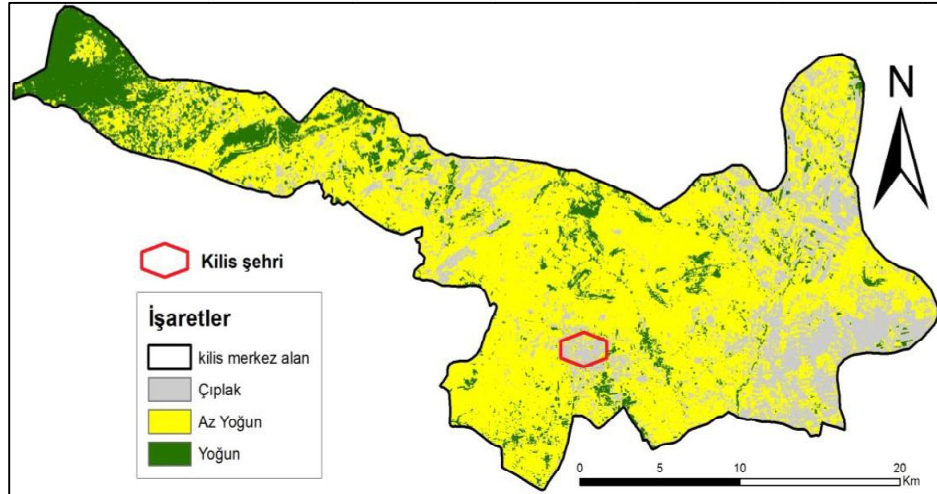 N
Kilis şehri
İşaretler
kilis merkez alan
Çıplak
Az Yoğun
Yoğun
0 5 10 20
Km